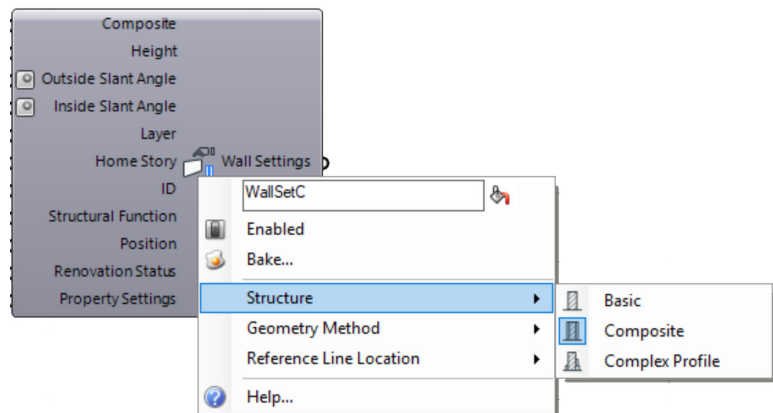 Composite
Height
Outside Slant Angle
Inside Slant Angle
Layer
Home Story
Wall Settings
ID
Structural Function
Position
Renovation Status
Property Settings
WallSetC
Enabled
Bake...
Structure
Geometry Method
Reference Line Location
Help...
Basic
Composite
Complex Profile